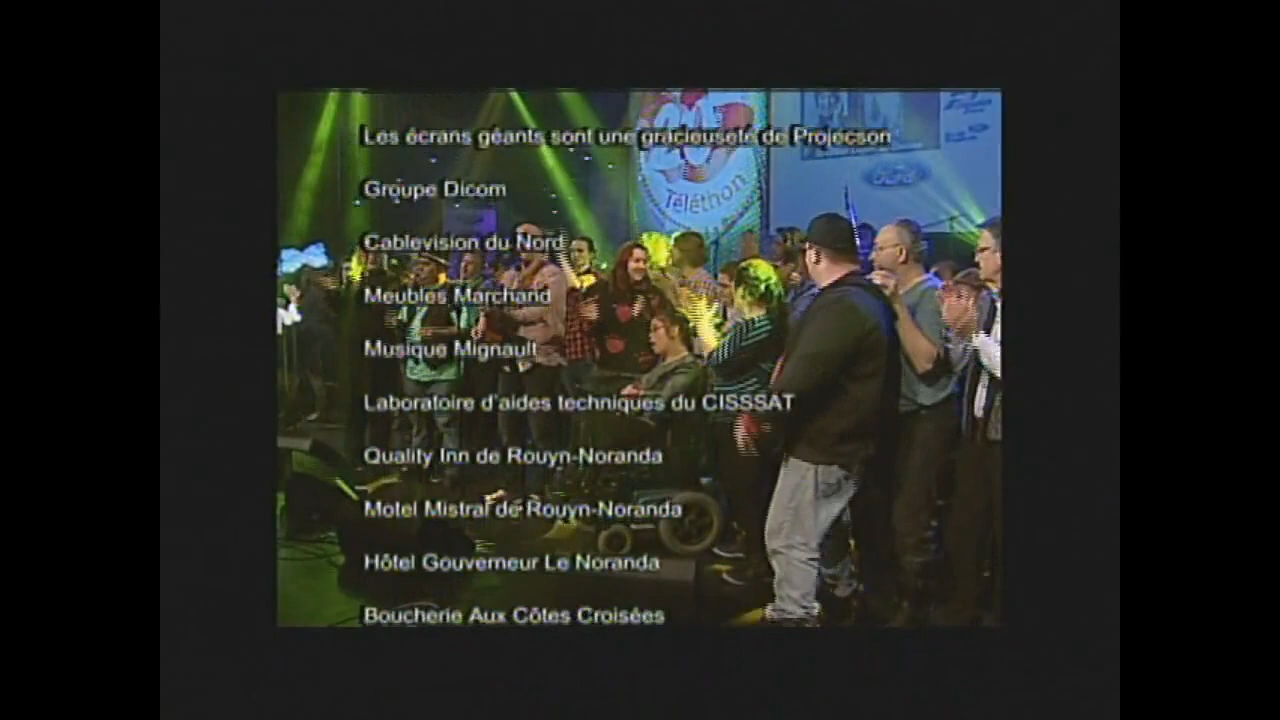 Les écrans géants sont une gracieuseté de Projecson
Groupe Dicom
Cablevision du Nord
Meubles Marchand
Musique Mignault
Laboratoire d'aides techniques du CISSSAT
Quality Inn de Rouyn-Noranda
Motel Mistral de Rouyn-Noranda
Hôtel Gouverneur Le Noranda
Boucherie Aux Côtes Croisées
Téléthon
Ford